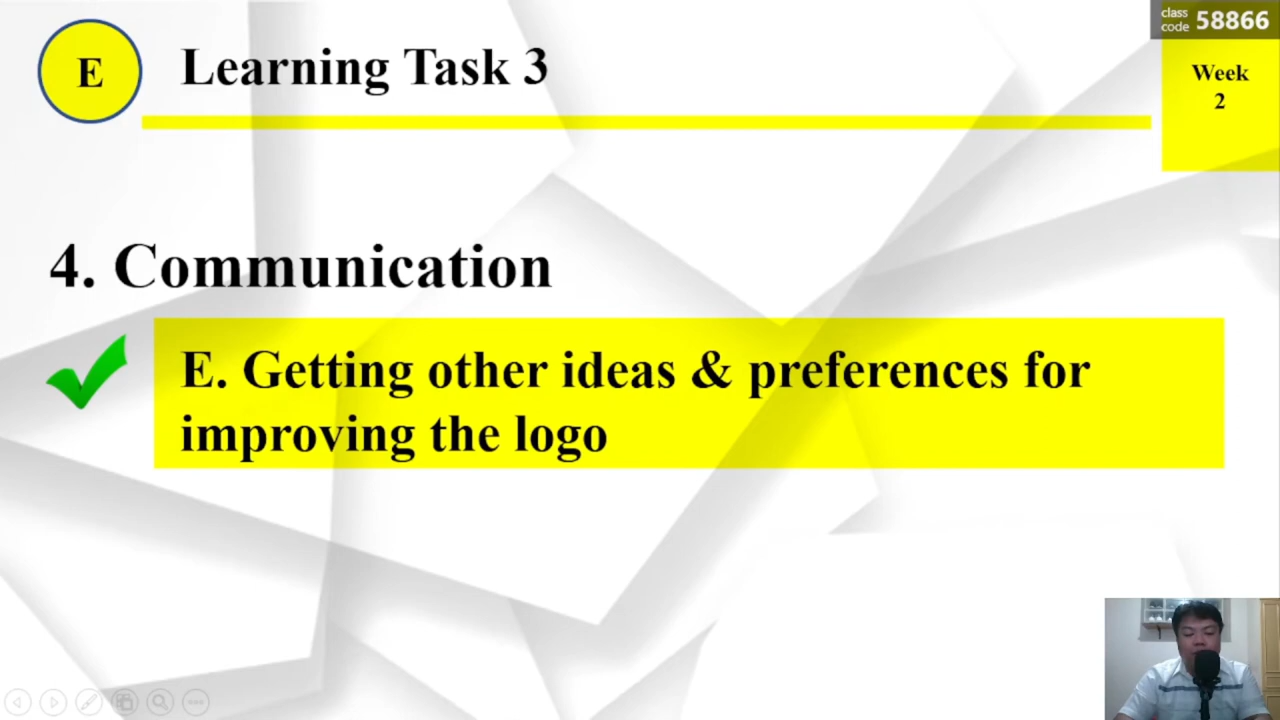 class
code 58866
E
Learning Task 3
Week
2
4. Communication
E. Getting other ideas & preferences for
improving the logo